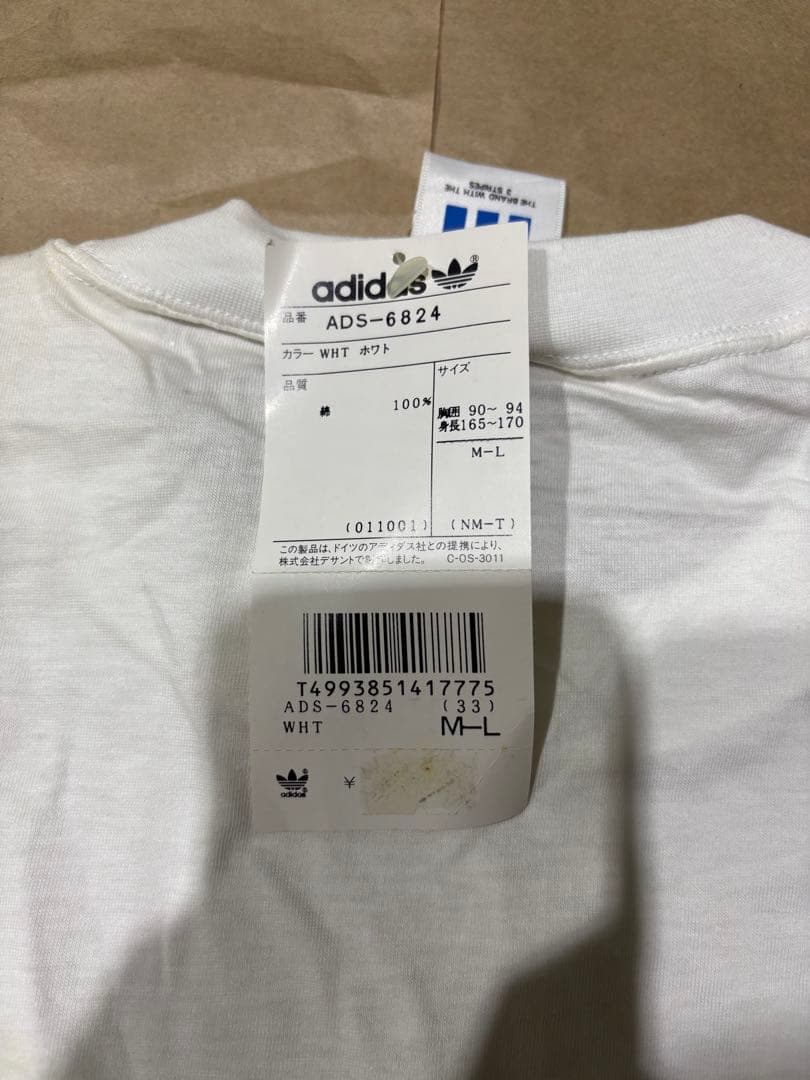 THE BRAND WITH THE
3 STRIPES
adidas ®
品番 ADS-6824
カラー WHT ホワト
品質
綿 100%
サイズ
胸囲 90~ 94
身長165~170
M-L
(011001) (NM-T)
この製品は、ドイツのアディダス社との提携により、
株式会社デサントで しました。 C-OS-3011
T4993851417775
ADS-6824 (33)
WHT M-L
adidas ® ¥